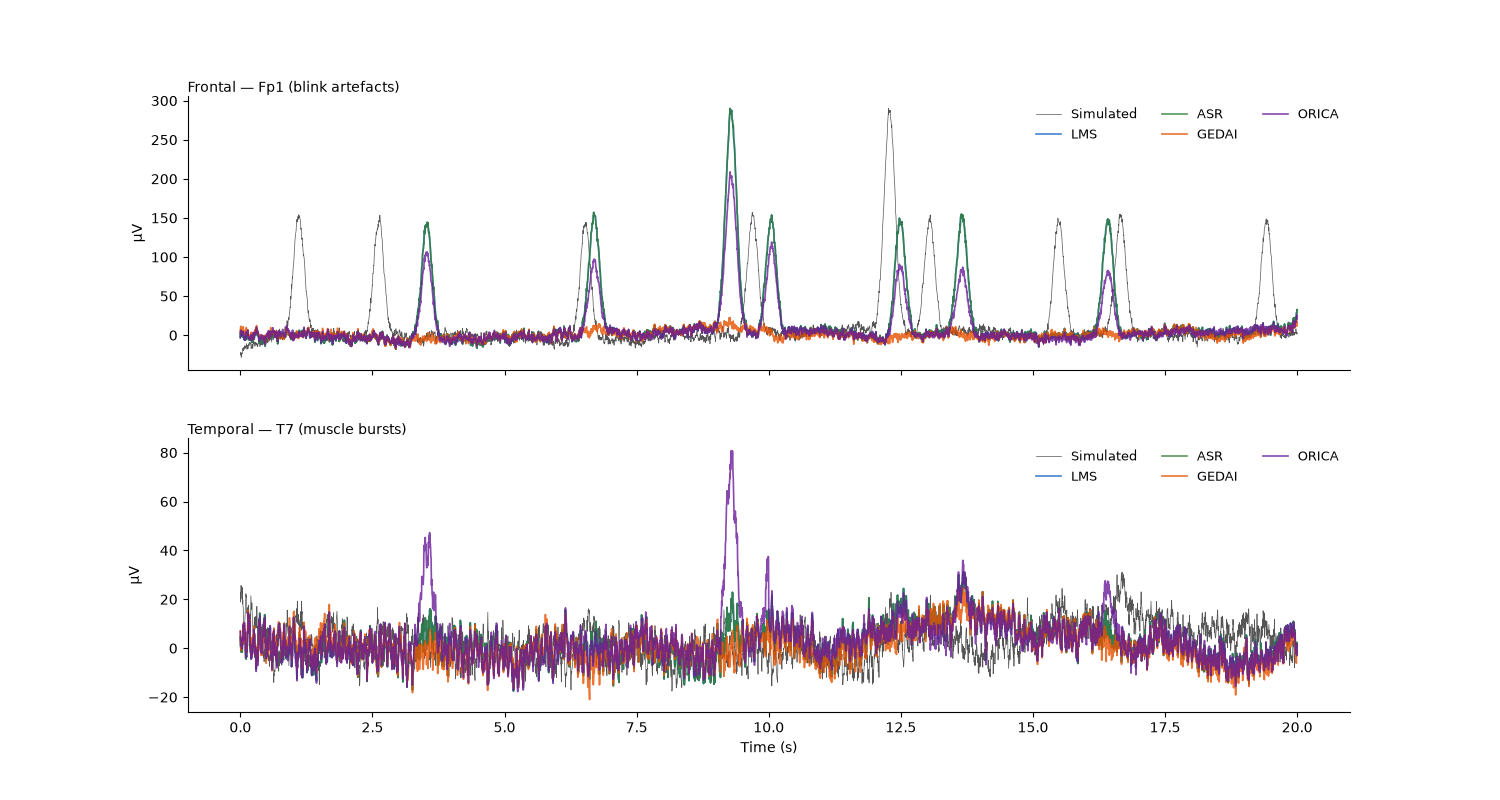 Frontal — Fp1 (blink artefacts)
300
250
200
150
100
50
0
µV
Simulated
LMS
ASR
GEDAI
ORICA
Temporal — T7 (muscle bursts)
80
60
40
20
0
−20
µV
Simulated
LMS
ASR
GEDAI
ORICA
0.0 2.5 5.0 7.5 10.0 12.5 15.0 17.5 20.0
Time (s)